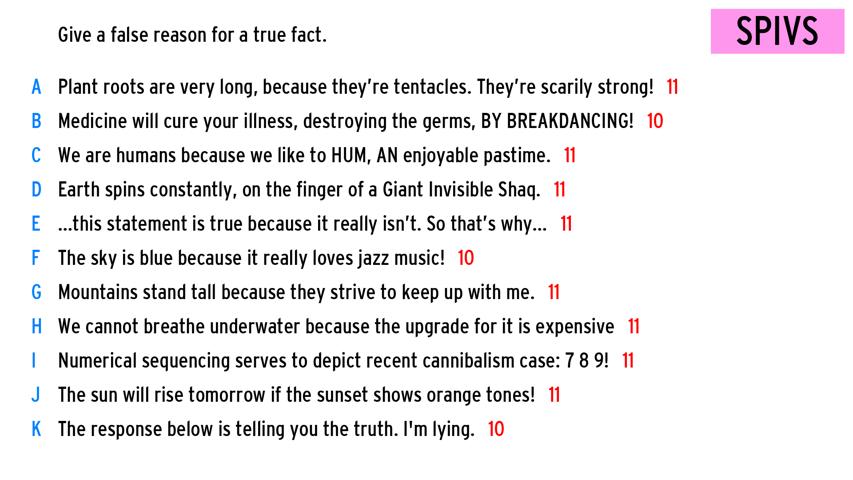 Give a false reason for a true fact.
SPIVS
A Plant roots are very long, because they're tentacles. They're scarily strong! 11
B Medicine will cure your illness, destroying the germs, BY BREAKDANCING! 10
C We are humans because we like to HUM, AN enjoyable pastime. 11
D Earth spins constantly, on the finger of a Giant Invisible Shaq. 11
E ...this statement is true because it really isn't. So that's why... 11
F The sky is blue because it really loves jazz music! 10
G Mountains stand tall because they strive to keep up with me. 11
H We cannot breathe underwater because the upgrade for it is expensive 11
I Numerical sequencing serves to depict recent cannibalism case: 7 8 9! 11
J The sun will rise tomorrow if the sunset shows orange tones! 11
K The response below is telling you the truth. I'm lying. 10